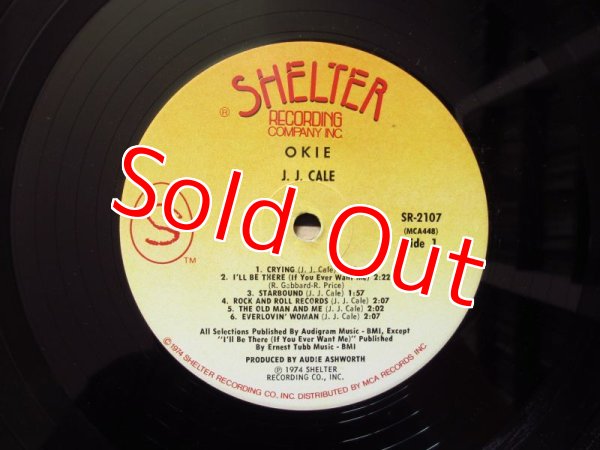 SHELTER
® RECORDING
COMPANY INC.
OKIE
J. J. CALE
SR-2107
(MCA448)
Side 1
S
TM
Sold Out
1. CRYING (J. J. Cale)
2. I'LL BE THERE (If You Ever Want Me) 2:22
(R. Gabbard-R. Price)
3. STARBOUND (J. J. Cale) 1:57
4. ROCK AND ROLL RECORDS (J. J. Cale) 2:07
5. THE OLD MAN AND ME (J. J. Cale) 2:02
6. EVERLOVIN' WOMAN (J. J. Cale) 2:07
All Selections Published By Audigram Music - BMI, Except
"I'll Be There (If You Ever Want Me)" Published
By Ernest Tubb Music - BMI
PRODUCED BY AUDIE ASHWORTH
℗ 1974 SHELTER
RECORDING CO., INC.
©1974 SHELTER RECORDING CO., INC. DISTRIBUTED BY MCA RECORDS INC.